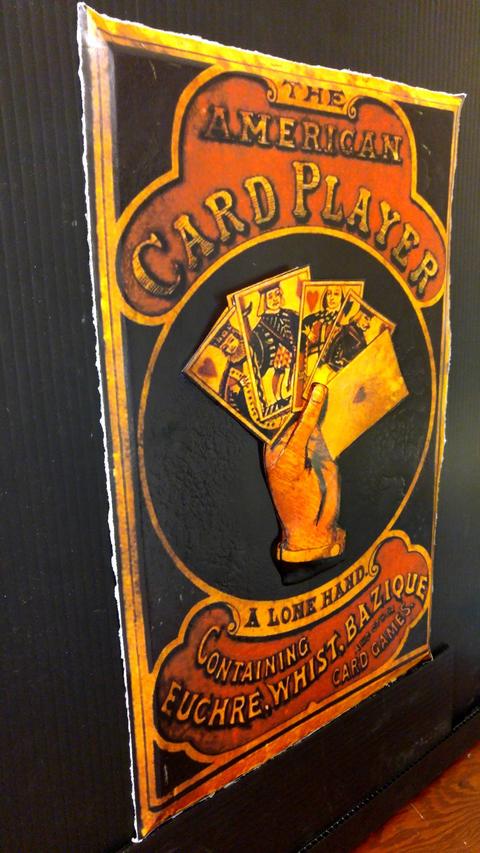 THE
AMERICAN
CARD PLAYER
A LONE HAND.
CONTAINING
EUCHRE, WHIST, BAZIQUE
CARD GAMES.